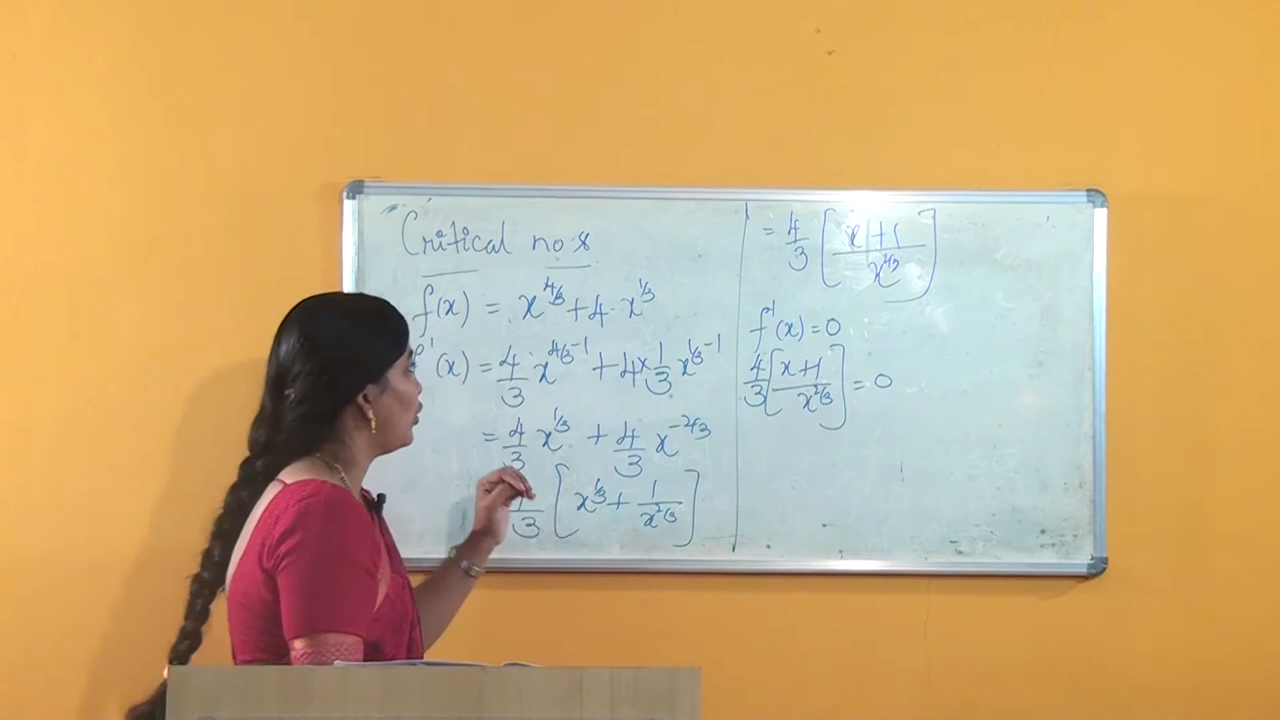 Critical no.s
f(x) = x^{4/3} + 4 · x^{1/3}
f'(x) = 4/3 x^{4/3 - 1} + 4 × 1/3 x^{1/3 - 1}
= 4/3 x^{1/3} + 4/3 x^{-2/3}
/3 [x^{1/3} + 1/x^{2/3}]
= 4/3 [x + 1 / x^{2/3}]
f'(x) = 0
4/3 [x + 1 / x^{2/3}] = 0